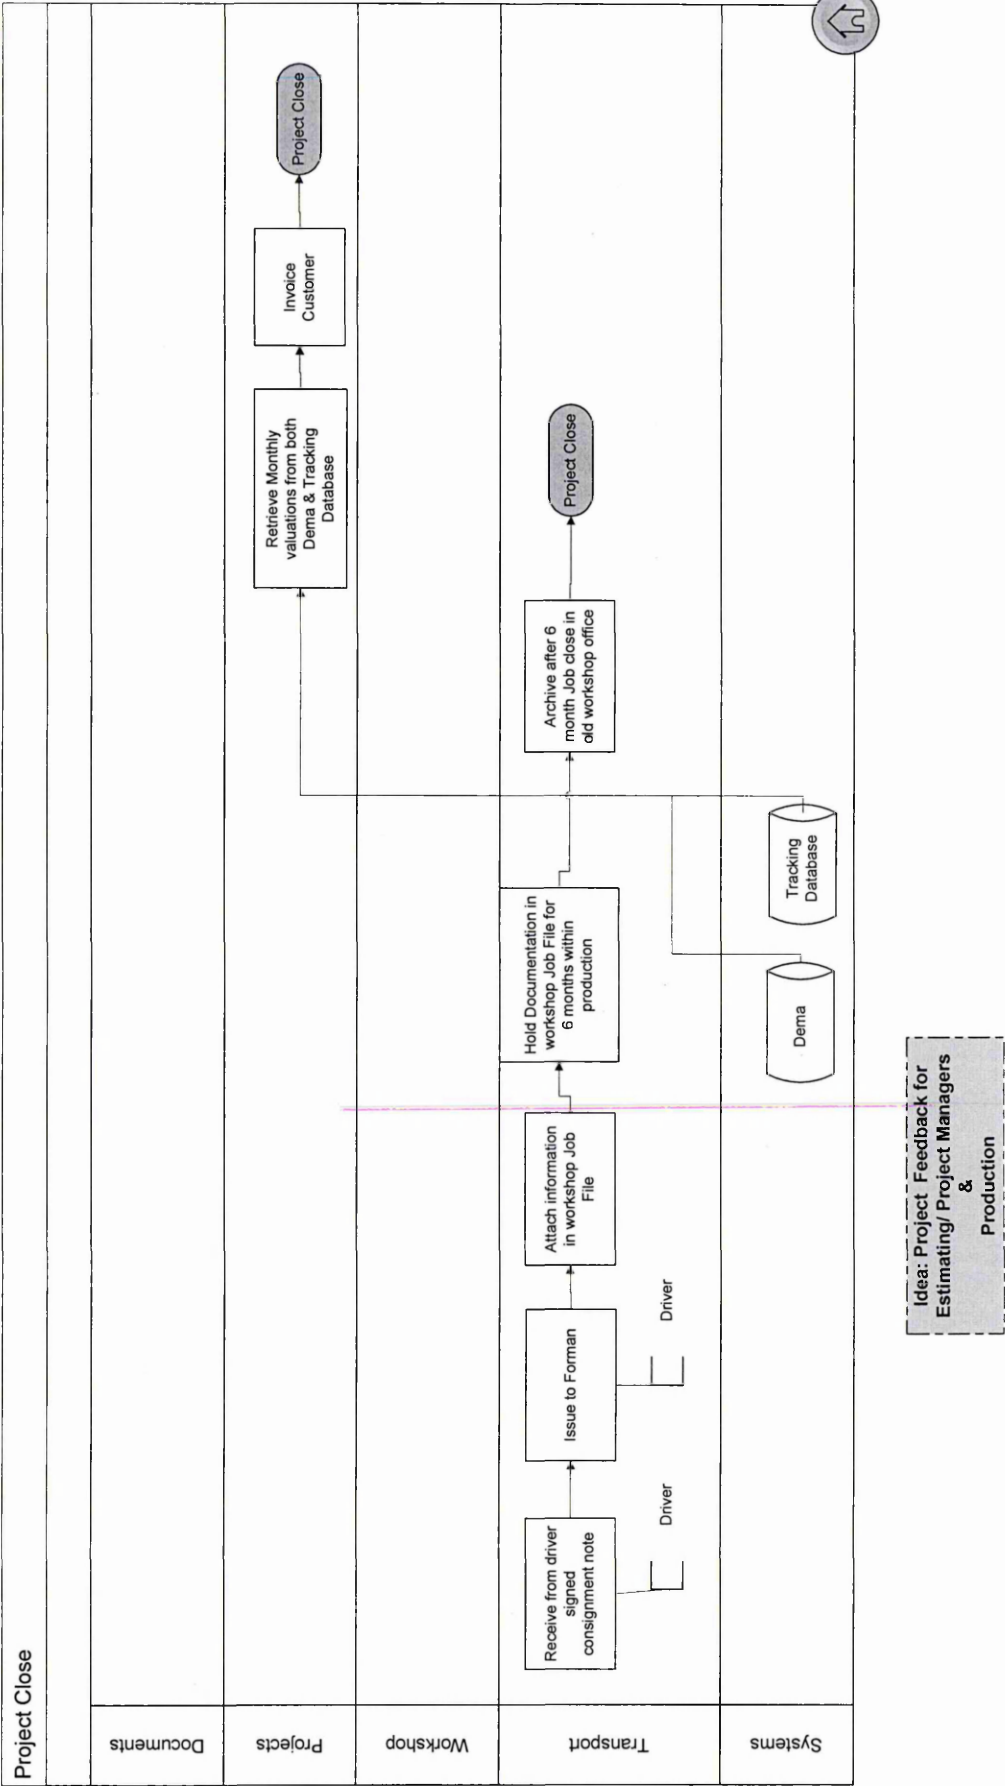 Project Close
Documents
Projects
Retrieve Monthly
valuations from both
Dema & Tracking
Database
Invoice
Customer
Project Close
Workshop
Transport
Receive from driver
signed
consignment note
Driver
Issue to Forman
Driver
Attach information
in workshop Job
File
Hold Documentation in
workshop Job File for
6 months within
production
Archive after 6
month Job close in
old workshop office
Project Close
Systems
Dema
Tracking
Database
Idea: Project Feedback for
Estimating/ Project Managers
&
Production